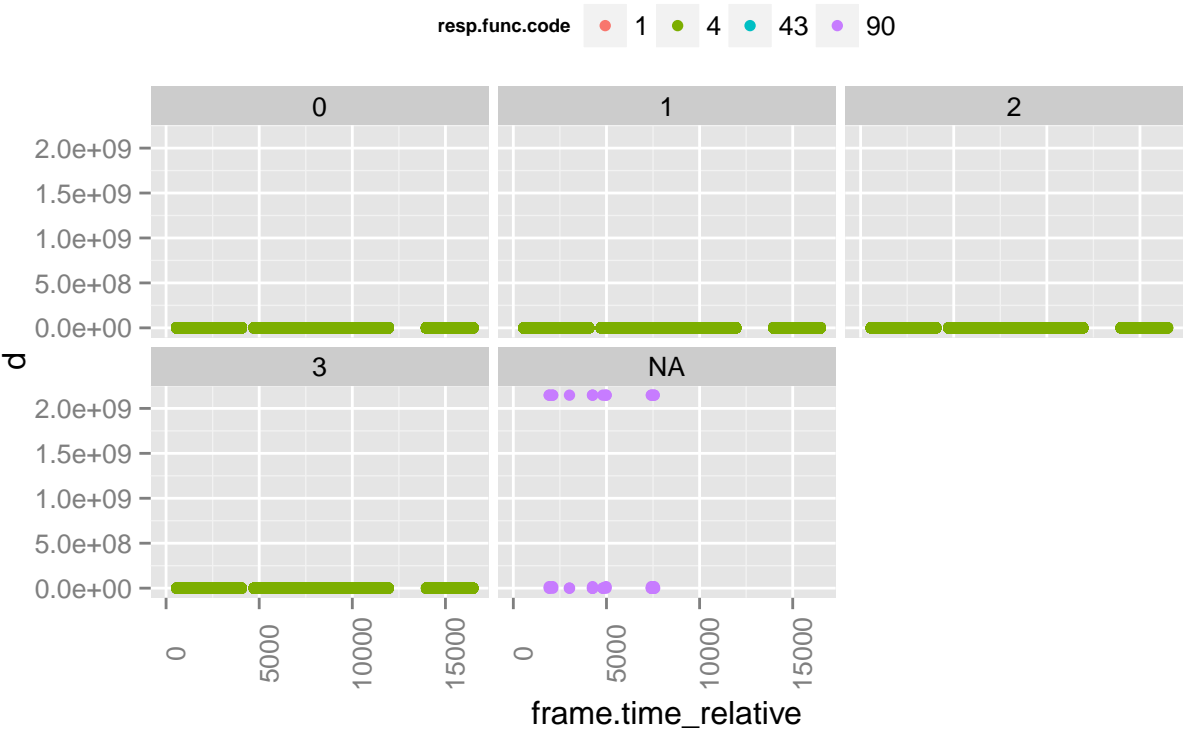 resp.func.code 1 4 43 90
0 1 2
2.0e+09
1.5e+09
1.0e+09
5.0e+08
0.0e+00
d
3 NA
2.0e+09
1.5e+09
1.0e+09
5.0e+08
0.0e+00
0 5000 10000 15000 0 5000 10000 15000
frame.time_relative